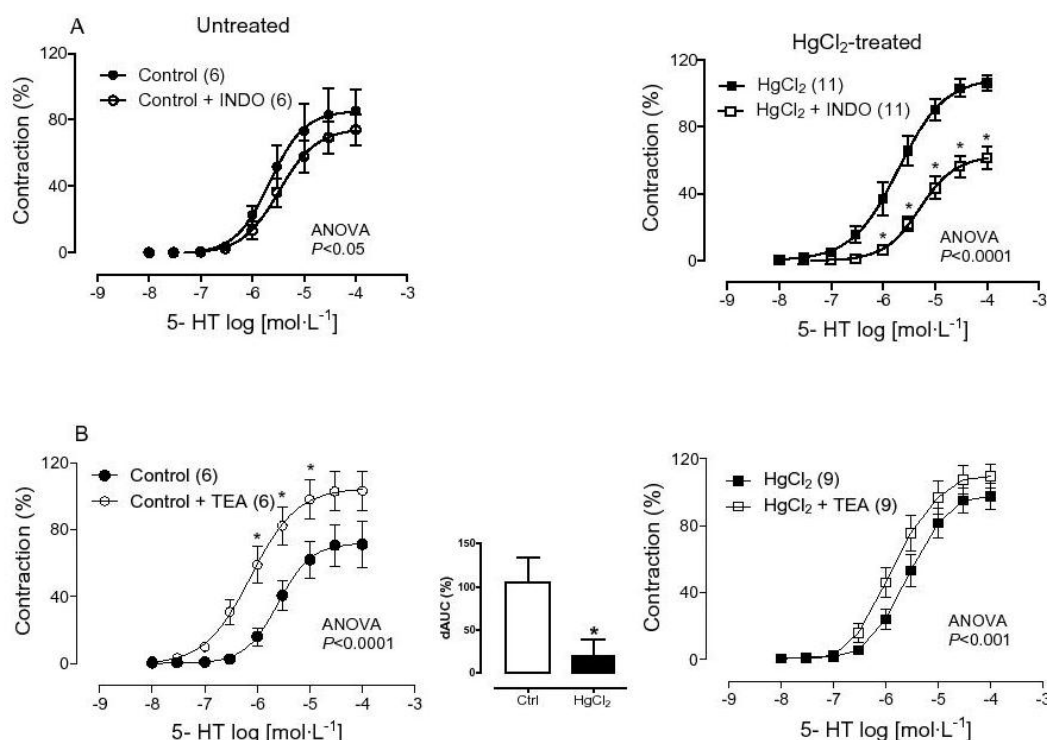 A
Untreated
Contraction (%)
120
80
40
0
Control (6)
Control + INDO (6)
ANOVA
P<0.05
-9 -8 -7 -6 -5 -4 -3
5- HT log [mol·L⁻¹]
HgCl₂-treated
Contraction (%)
120
80
40
0
HgCl₂ (11)
HgCl₂ + INDO (11)
* * * * *
ANOVA
P<0.0001
-9 -8 -7 -6 -5 -4 -3
5- HT log [mol·L⁻¹]
B
Contraction (%)
120
80
40
0
Control (6)
Control + TEA (6)
* * *
ANOVA
P<0.0001
-9 -8 -7 -6 -5 -4 -3
5- HT log [mol·L⁻¹]
dAUC (%)
150
100
50
0
*
Ctrl HgCl₂
Contraction (%)
120
80
40
0
HgCl₂ (9)
HgCl₂ + TEA (9)
ANOVA
P<0.001
-9 -8 -7 -6 -5 -4 -3
5- HT log [mol·L⁻¹]